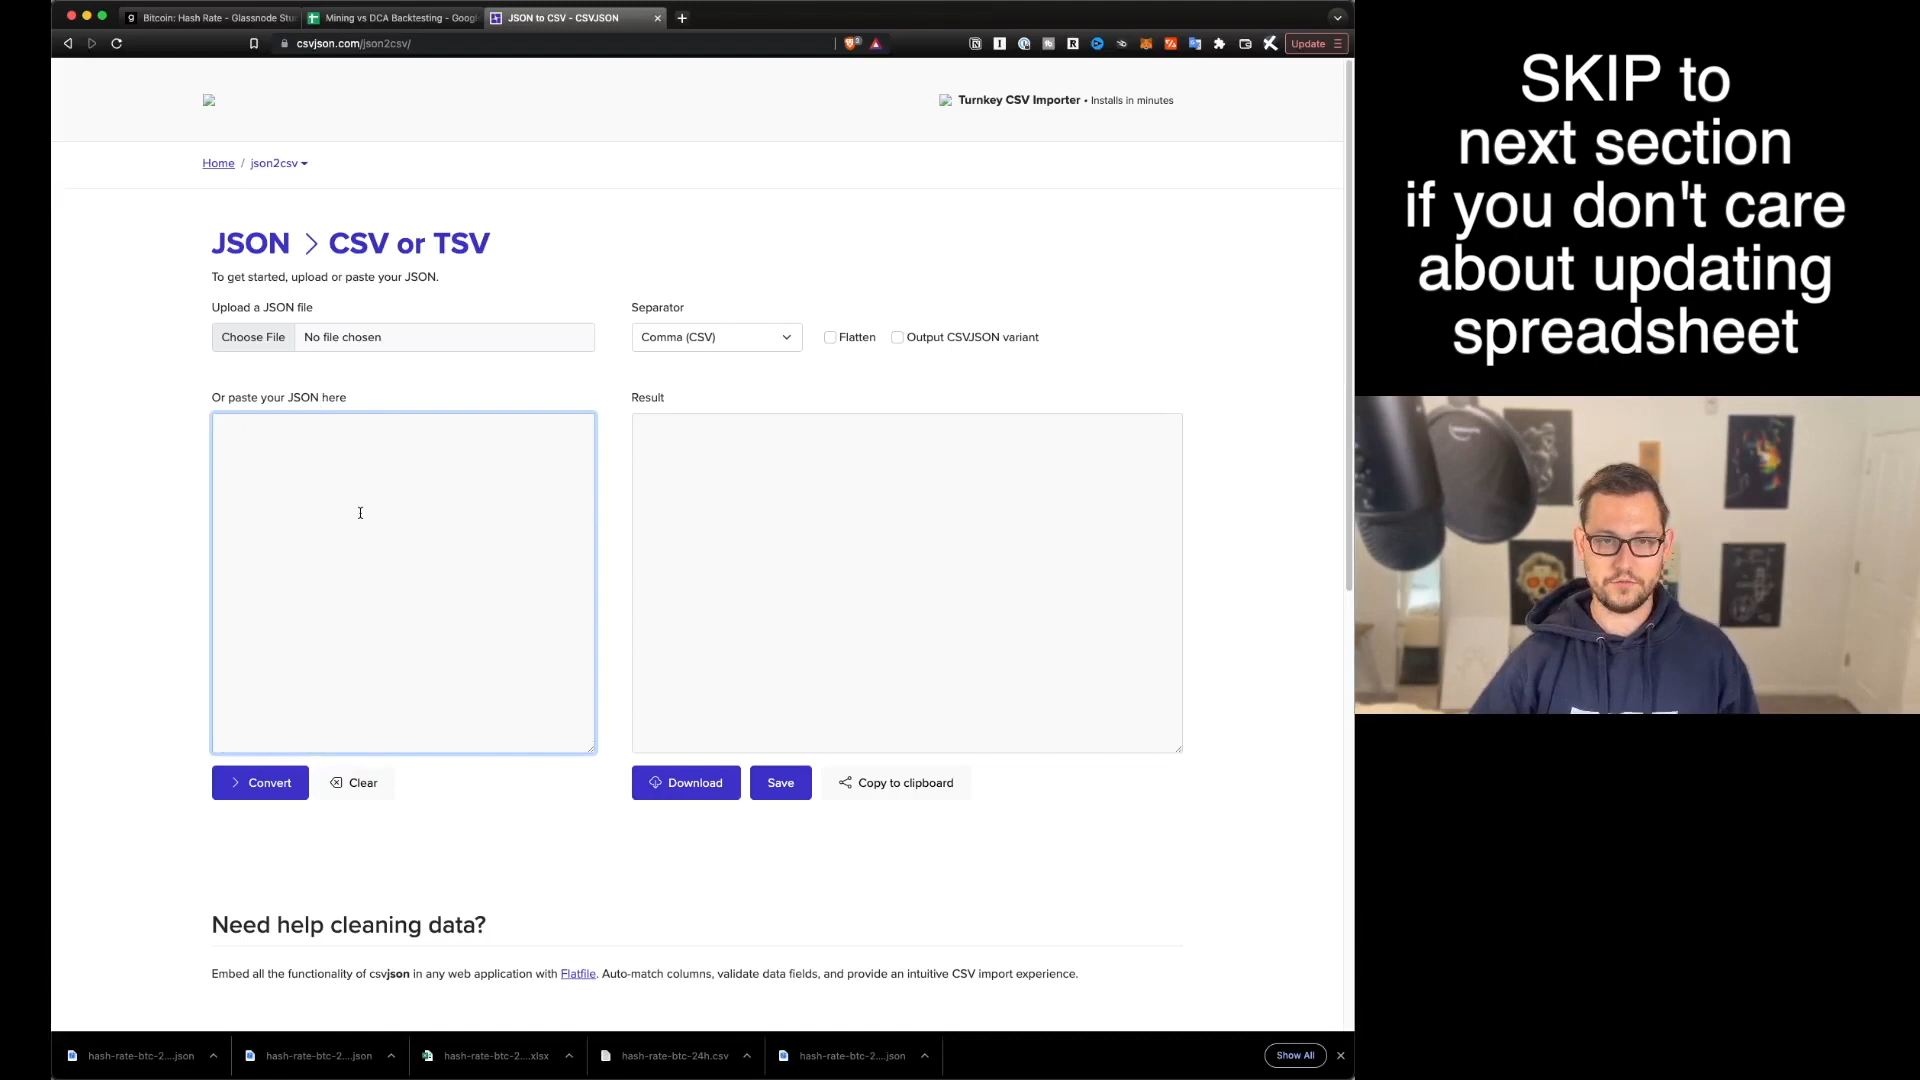 Bitcoin: Hash Rate - Glassnode Stu
Mining vs DCA Backtesting - Googl
JSON to CSV - CSVJSON
csvjson.com/json2csv/
Update
Turnkey CSV Importer • Installs in minutes
Home / json2csv
JSON > CSV or TSV
To get started, upload or paste your JSON.
Upload a JSON file
Choose File No file chosen
Separator
Comma (CSV)
Flatten
Output CSVJSON variant
Or paste your JSON here
Result
Convert
Clear
Download
Save
Copy to clipboard
Need help cleaning data?
Embed all the functionality of csvjson in any web application with Flatfile. Auto-match columns, validate data fields, and provide an intuitive CSV import experience.
hash-rate-btc-2....json
hash-rate-btc-2....json
hash-rate-btc-2....xlsx
hash-rate-btc-24h.csv
hash-rate-btc-2....json
Show All
SKIP to
next section
if you don't care
about updating
spreadsheet